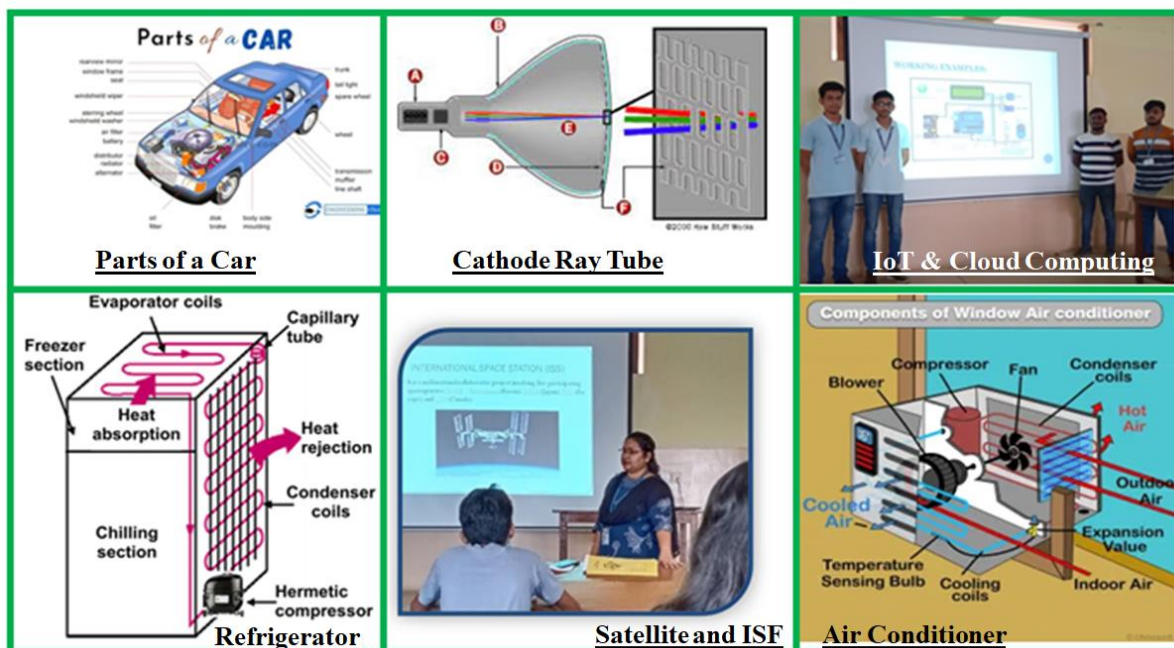 Parts of a CAR
rearview mirror
window frame
seat
windshield wiper
sterring wheel
windshield washer
air filter
battery
distributor
radiator
alternator
oil
filter
disk
brake
body side
moulding
trunk
tail light
spare wheel
wheel
transmission
muffler
line shaft
Parts of a Car
A
B
C
D
E
F
©2000 How Stuff Works
Cathode Ray Tube
WORKING EXAMPLES:
IoT & Cloud Computing
Evaporator coils
Capillary
tube
Freezer
section
Heat
absorption
Heat
rejection
Condenser
coils
Chilling
section
Hermetic
compressor
Refrigerator
INTERNATIONAL SPACE STATION (ISS)
Satellite and ISF
Components of Window Air conditioner
Compressor
Fan
Condenser
coils
Blower
Hot
Air
Outdoor
Air
Cooled
Air
Expansion
Value
Temperature
Sensing Bulb
Cooling
coils
Indoor Air
Air Conditioner